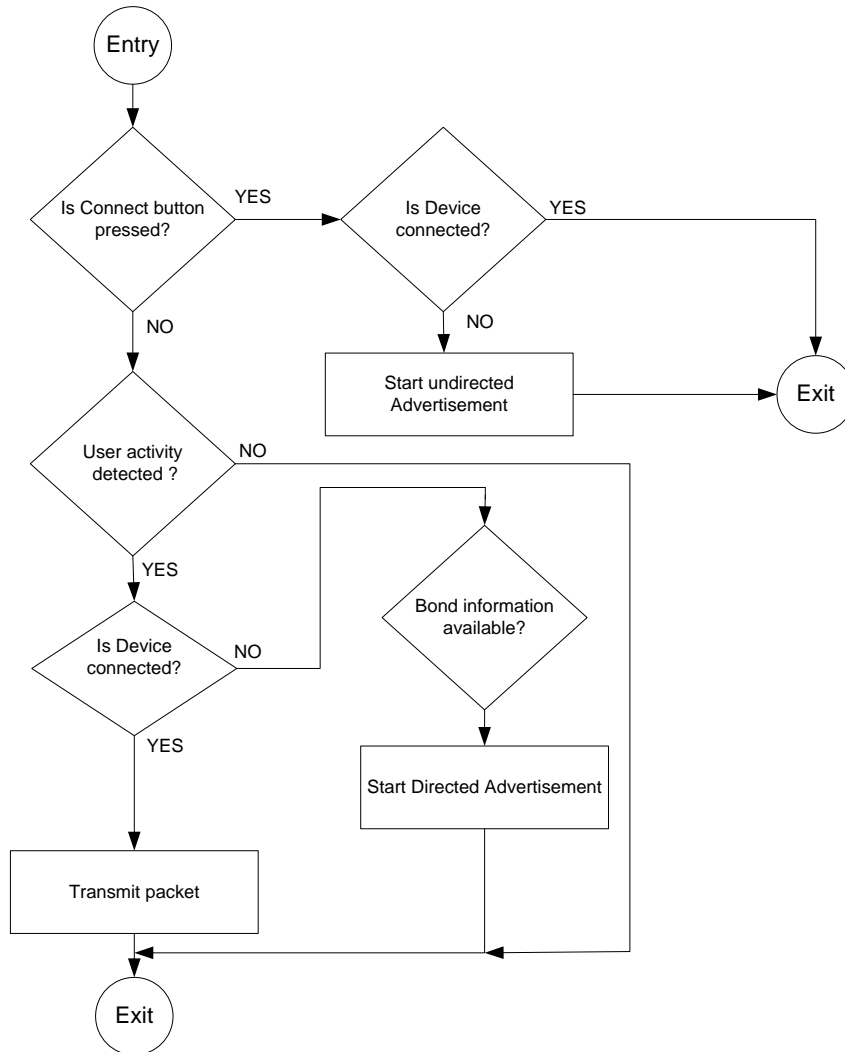 Entry
Is Connect button
pressed?
YES
Is Device
connected?
YES
NO
NO
Start undirected
Advertisement
Exit
User activity
detected ?
NO
YES
Bond information
available?
Is Device
connected?
NO
YES
Start Directed Advertisement
Transmit packet
Exit